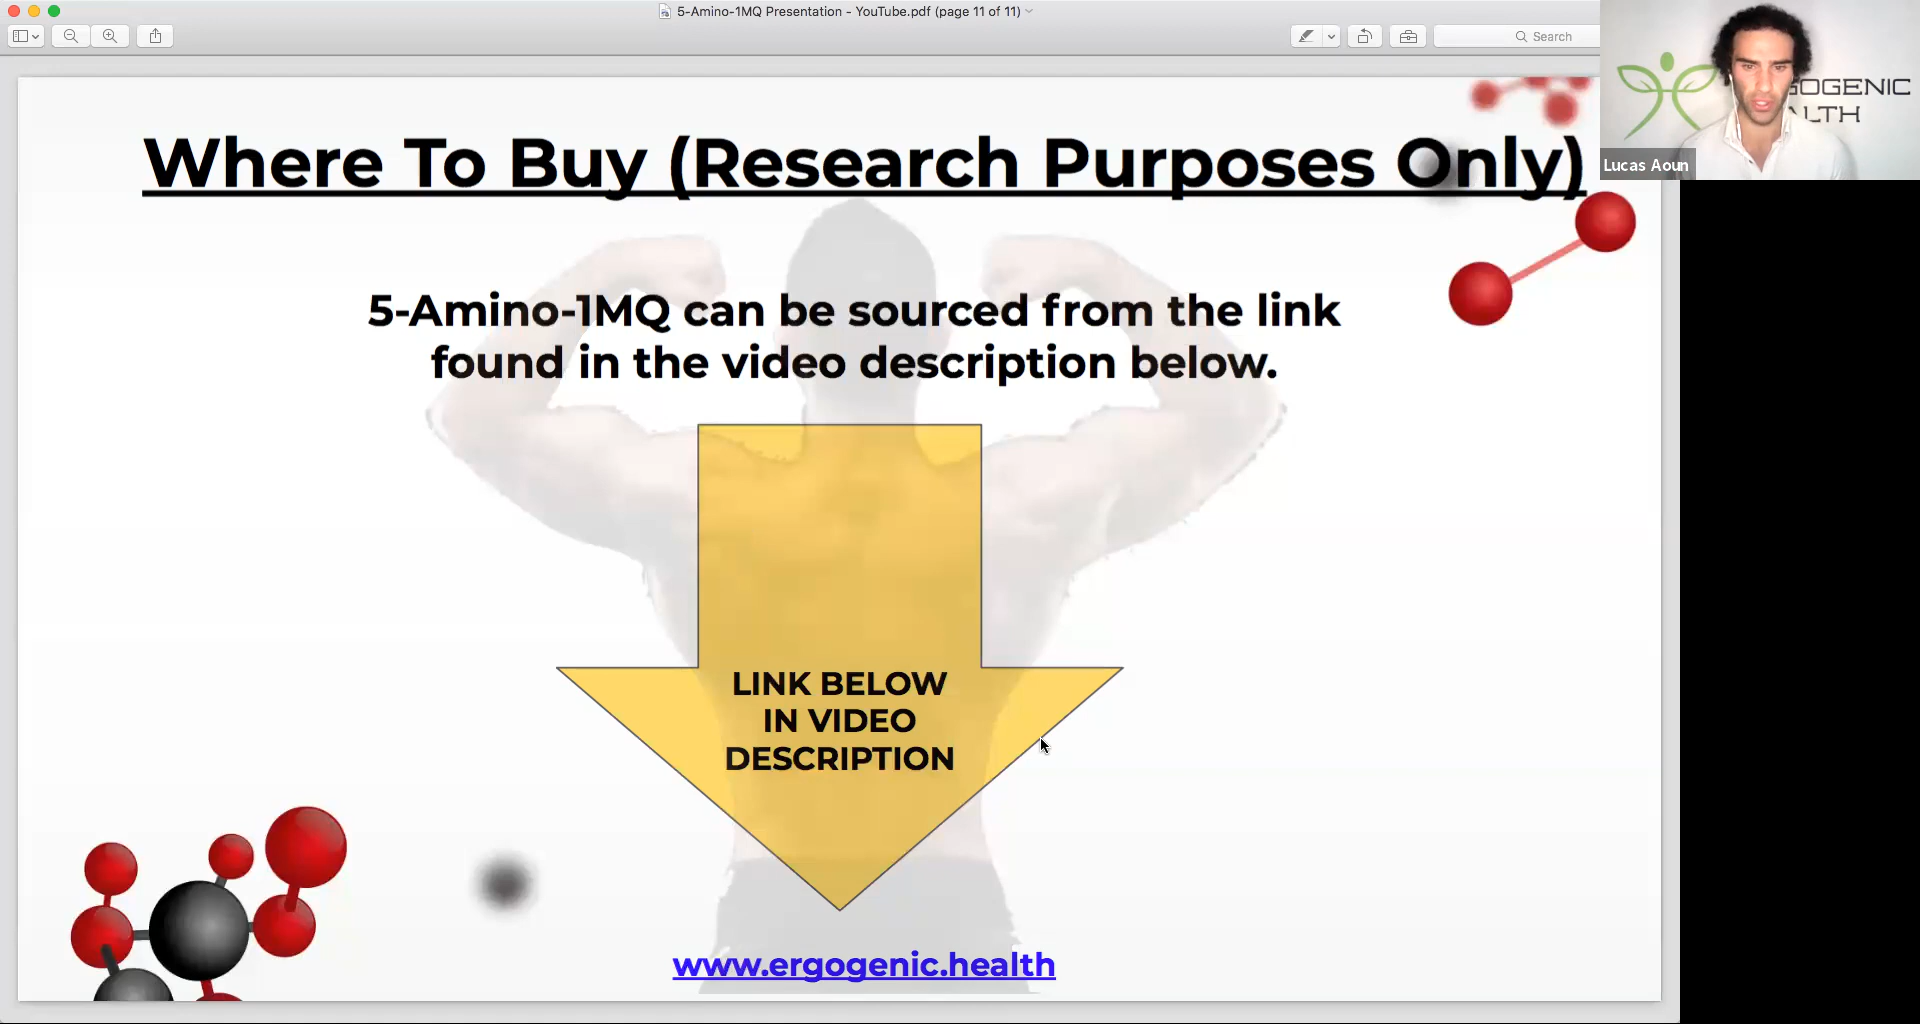 5-Amino-1MQ Presentation - YouTube.pdf (page 11 of 11)
Search
OGENIC
LTH
Lucas Aoun
Where To Buy (Research Purposes Only)
5-Amino-1MQ can be sourced from the link
found in the video description below.
LINK BELOW
IN VIDEO
DESCRIPTION
www.ergogenic.health